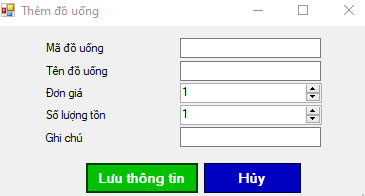 Thêm đồ uống
Mã đồ uống
Tên đồ uống
Đơn giá 1
Số lượng tồn 1
Ghi chú
Lưu thông tin Hủy